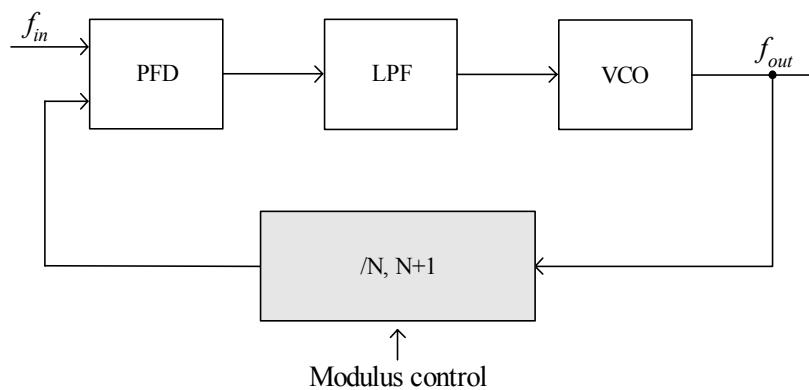 f_in
PFD
LPF
VCO
f_out
/N, N+1
Modulus control